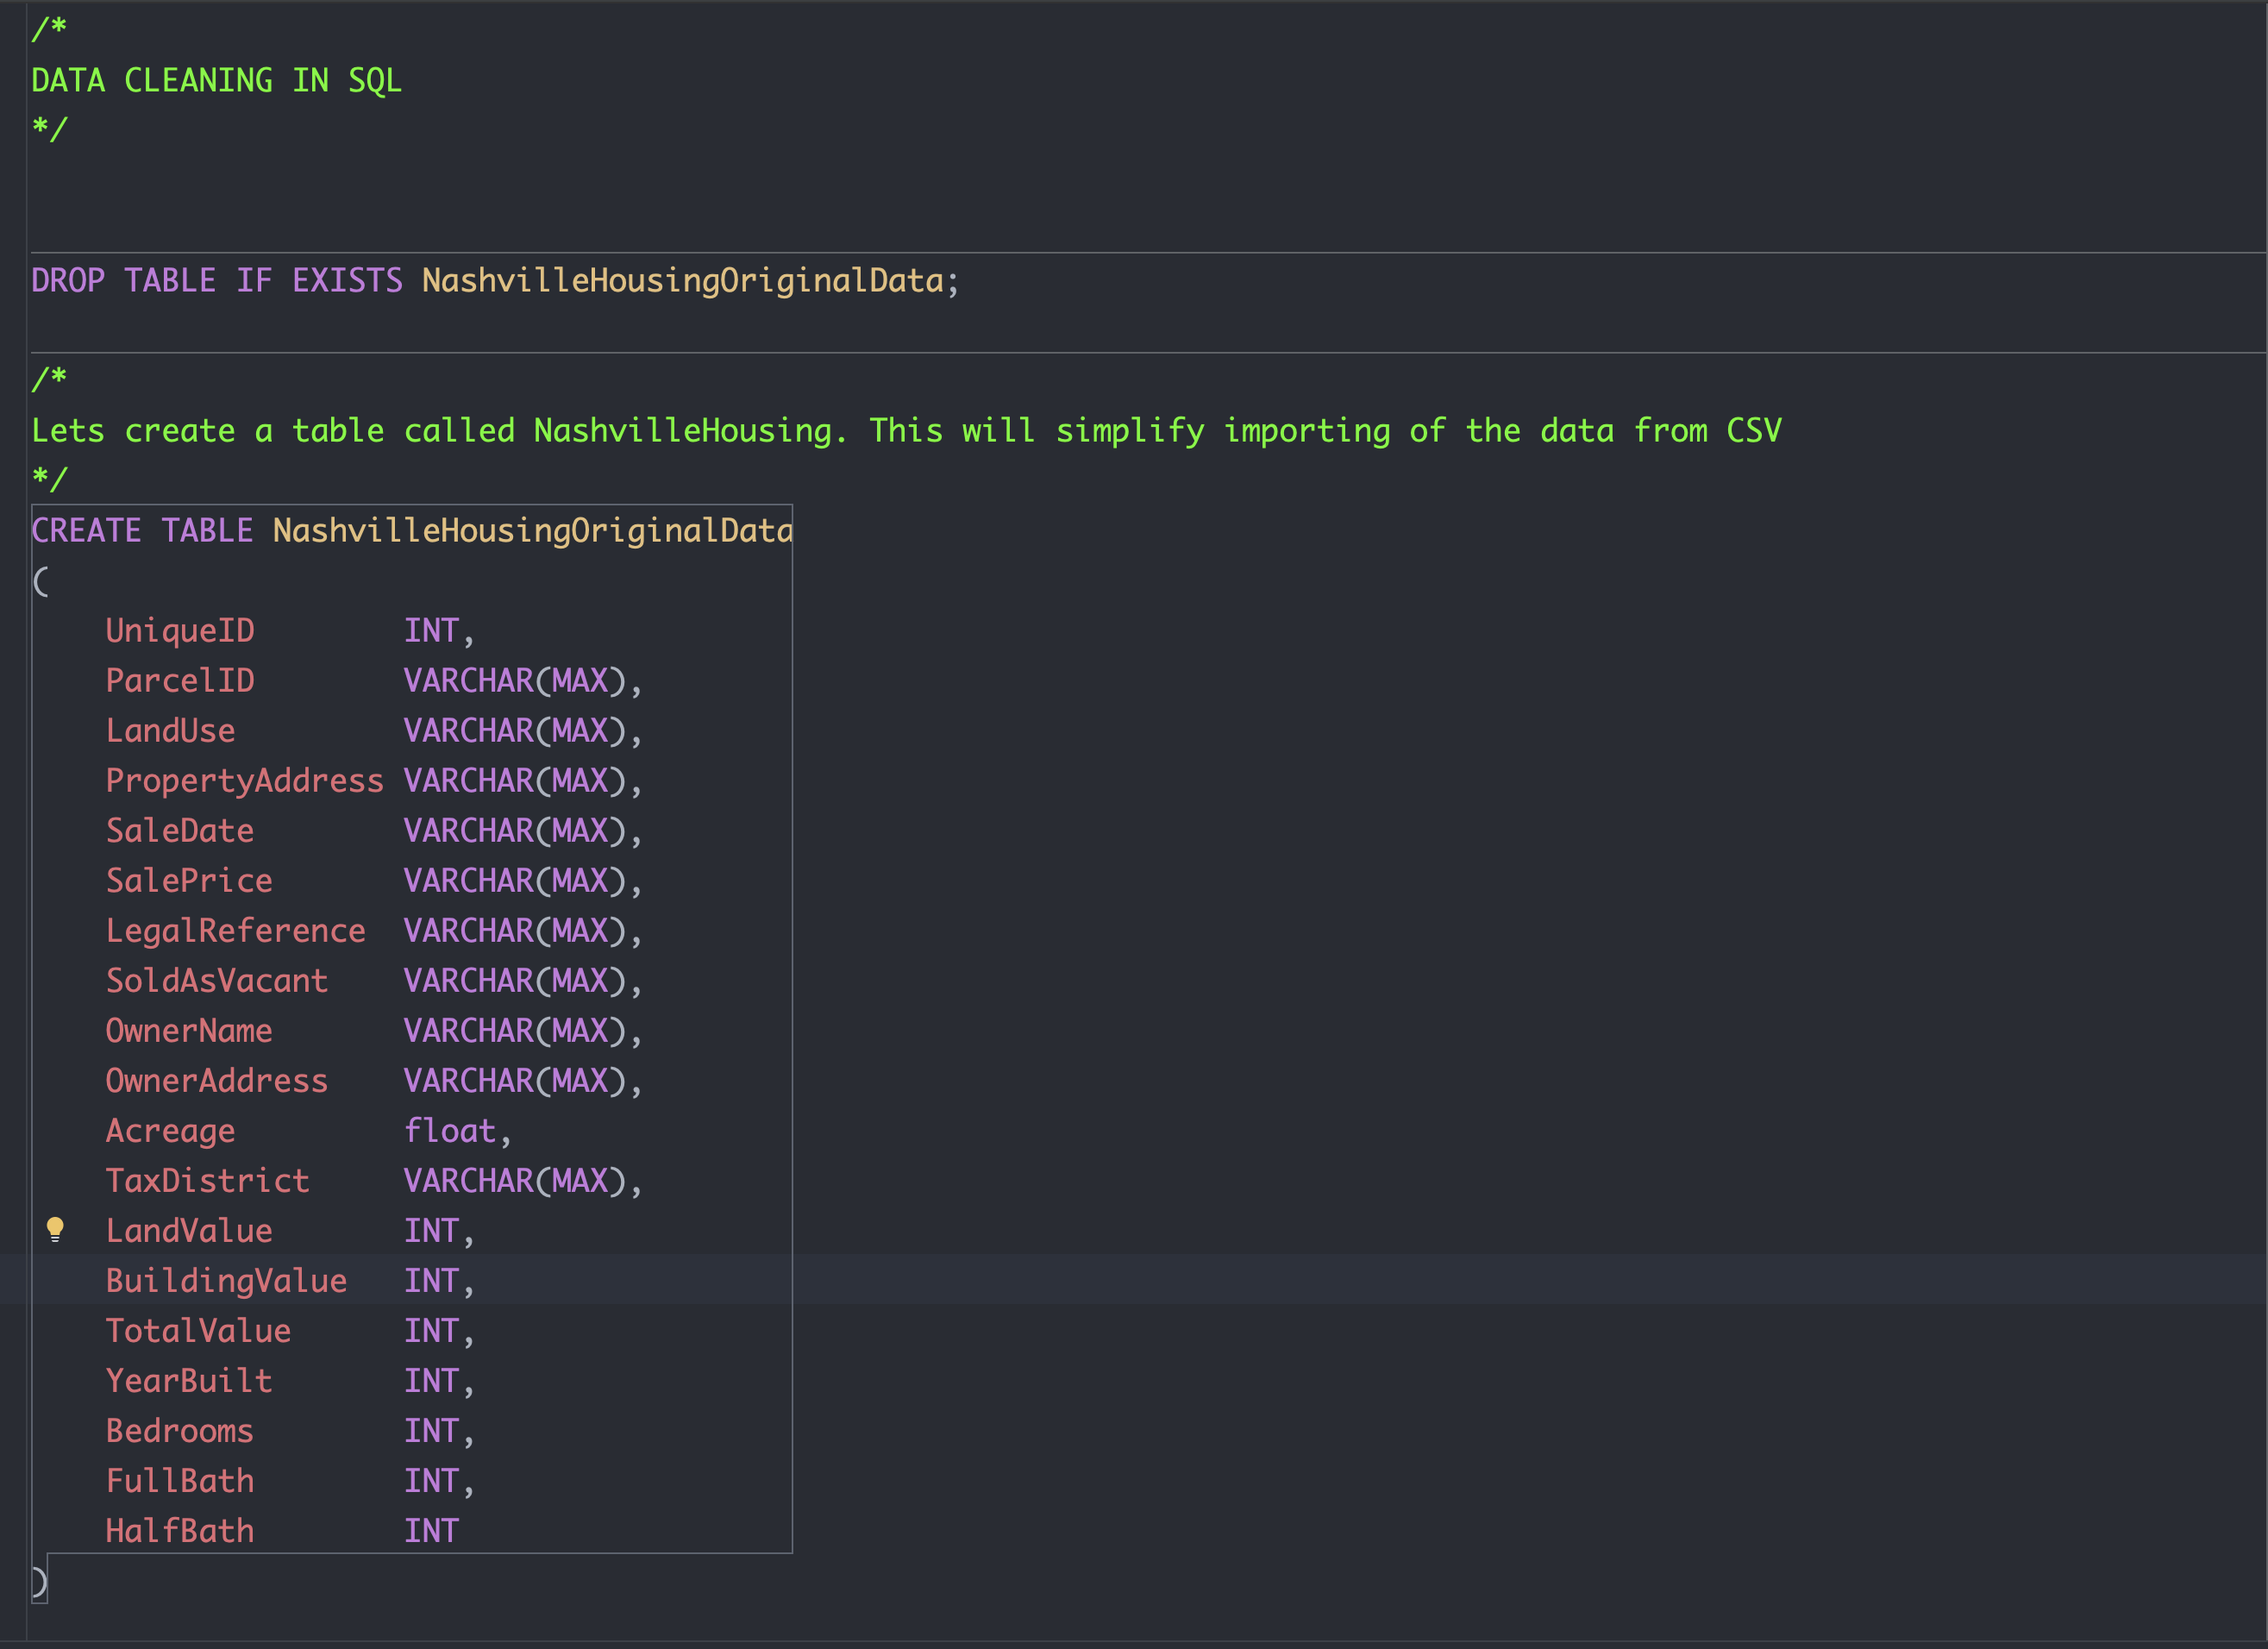 /*
DATA CLEANING IN SQL
*/
DROP TABLE IF EXISTS NashvilleHousingOriginalData;
/*
Lets create a table called NashvilleHousing. This will simplify importing of the data from CSV
*/
CREATE TABLE NashvilleHousingOriginalData
(
    UniqueID        INT,
    ParcelID        VARCHAR(MAX),
    LandUse         VARCHAR(MAX),
    PropertyAddress VARCHAR(MAX),
    SaleDate        VARCHAR(MAX),
    SalePrice       VARCHAR(MAX),
    LegalReference  VARCHAR(MAX),
    SoldAsVacant    VARCHAR(MAX),
    OwnerName       VARCHAR(MAX),
    OwnerAddress    VARCHAR(MAX),
    Acreage         float,
    TaxDistrict     VARCHAR(MAX),
    LandValue       INT,
    BuildingValue   INT,
    TotalValue      INT,
    YearBuilt       INT,
    Bedrooms        INT,
    FullBath        INT,
    HalfBath        INT
)